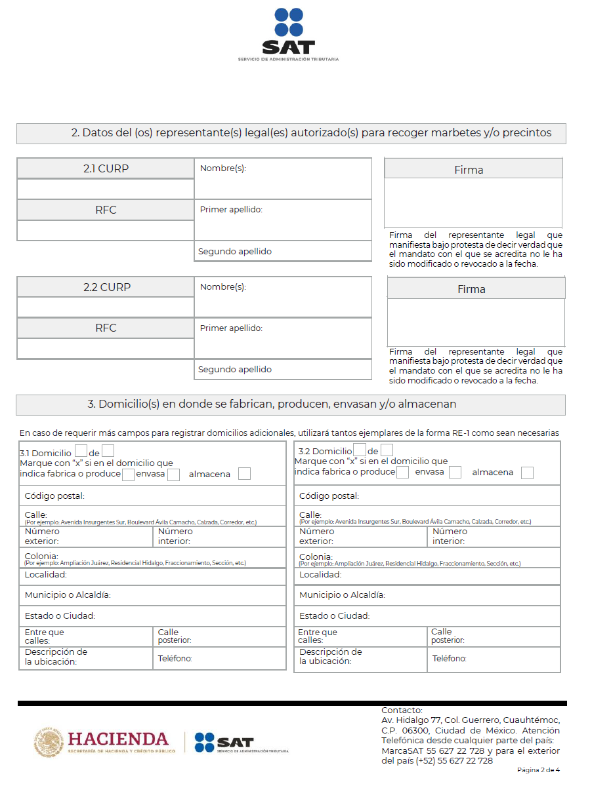 SAT
SERVICIO DE ADMINISTRACIÓN TRIBUTARIA
2. Datos del (os) representante(s) legal(es) autorizado(s) para recoger marbetes y/o precintos
2.1 CURP
Nombre(s):
RFC
Primer apellido:
Segundo apellido
Firma
Firma del representante legal que
manifiesta bajo protesta de decir verdad que
el mandato con el que se acredita no le ha
sido modificado o revocado a la fecha.
2.2 CURP
Nombre(s):
RFC
Primer apellido:
Segundo apellido
Firma
Firma del representante legal que
manifiesta bajo protesta de decir verdad que
el mandato con el que se acredita no le ha
sido modificado o revocado a la fecha.
3. Domicilio(s) en donde se fabrican, producen, envasan y/o almacenan
En caso de requerir más campos para registrar domicilios adicionales, utilizará tantos ejemplares de la forma RE-1 como sean necesarias
3.1 Domicilio de
Marque con "x" si en el domicilio que
indica fabrica o produce envasa almacena
Código postal:
Calle:
(Por ejemplo: Avenida Insurgentes Sur, Boulevard Ávila Camacho, Calzada, Corredor, etc.)
Número
exterior:
Número
interior:
Colonia:
(Por ejemplo: Ampliación Juárez, Residencial Hidalgo, Fraccionamiento, Sección, etc.)
Localidad:
Municipio o Alcaldía:
Estado o Ciudad:
Entre que
calles:
Calle
posterior:
Descripción de
la ubicación:
Teléfono:
3.2 Domicilio de
Marque con "x" si en el domicilio que
indica fabrica o produce envasa almacena
Código postal:
Calle:
(Por ejemplo: Avenida Insurgentes Sur, Boulevard Ávila Camacho, Calzada, Corredor, etc.)
Número
exterior:
Número
interior:
Colonia:
(Por ejemplo: Ampliación Juárez, Residencial Hidalgo, Fraccionamiento, Sección, etc.)
Localidad:
Municipio o Alcaldía:
Estado o Ciudad:
Entre que
calles:
Calle
posterior:
Descripción de
la ubicación:
Teléfono:
HACIENDA
SECRETARÍA DE HACIENDA Y CRÉDITO PÚBLICO
SAT
SERVICIO DE ADMINISTRACIÓN TRIBUTARIA
Contacto:
Av. Hidalgo 77, Col. Guerrero, Cuauhtémoc,
C.P. 06300, Ciudad de México. Atención
Telefónica desde cualquier parte del país:
MarcaSAT 55 627 22 728 y para el exterior
del país (+52) 55 627 22 728
Página 2 de 4